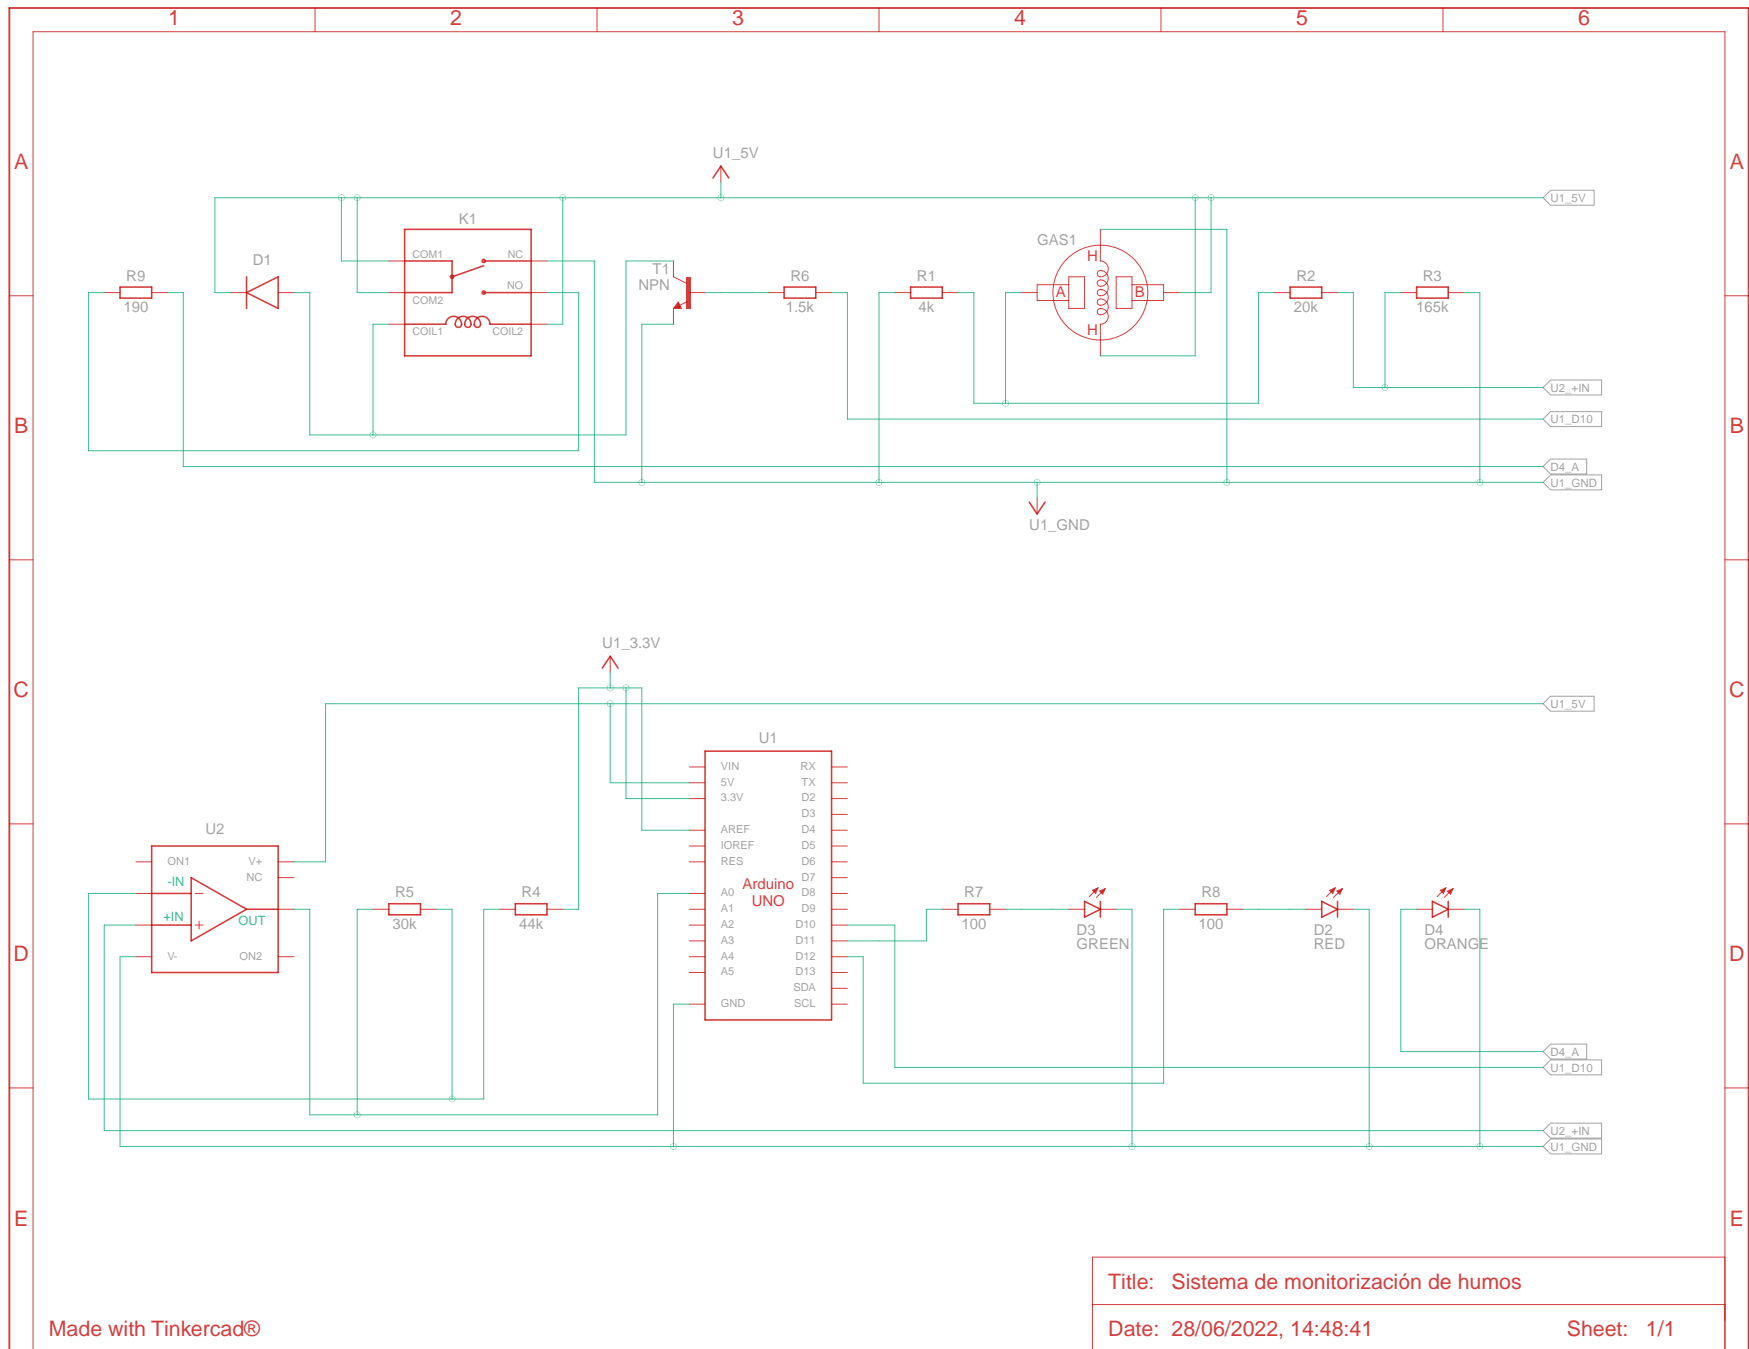 1 2 3 4 5 6
A A
U1_5V
U1_5V
K1
COM1 NC
COM2 NO
COIL1 COIL2
D1
R9
190
T1
NPN
R6
1.5k
R1
4k
GAS1
H
A B
H
R2
20k
R3
165k
U2_+IN
U1_D10
B B
D4_A
U1_GND
U1_GND
U1_3.3V
C C
U1_5V
U1
VIN RX
5V TX
3.3V D2
D3
AREF D4
IOREF D5
RES D6
D7
A0 Arduino D8
A1 UNO D9
A2 D10
A3 D11
A4 D12
A5 D13
SDA
GND SCL
U2
ON1 V+
-IN NC
+IN OUT
V- ON2
− +
R5
30k
R4
44k
R7
100
D3
GREEN
R8
100
D2
RED
D4
ORANGE
D D
D4_A
U1_D10
U2_+IN
U1_GND
E E
Title: Sistema de monitorización de humos
Made with Tinkercad®
Date: 28/06/2022, 14:48:41 Sheet: 1/1